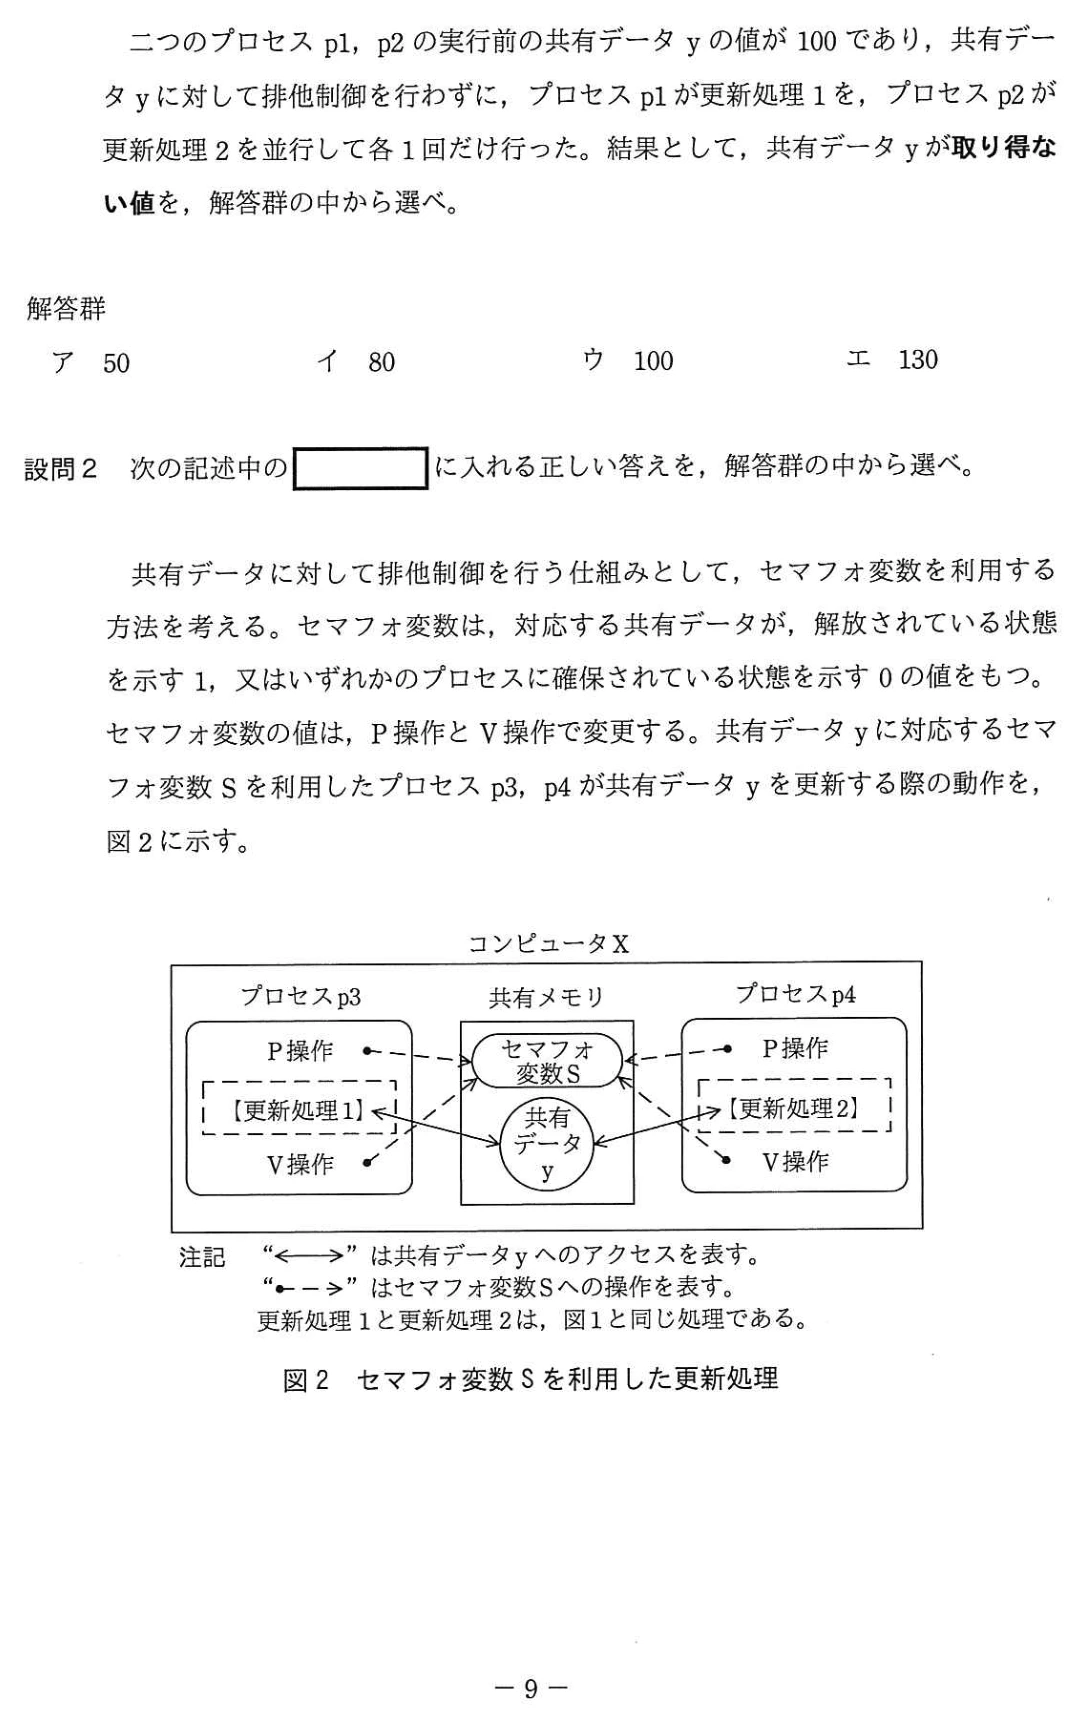 二つのプロセス p1，p2 の実行前の共有データ y の値が 100 であり，共有デー
タ y に対して排他制御を行わずに，プロセス p1 が更新処理 1 を，プロセス p2 が
更新処理 2 を並行して各 1 回だけ行った。結果として，共有データ y が取り得な
い値を，解答群の中から選べ。
解答群
ア 50 イ 80 ウ 100 エ 130
設問2 次の記述中の に入れる正しい答えを，解答群の中から選べ。
共有データに対して排他制御を行う仕組みとして，セマフォ変数を利用する
方法を考える。セマフォ変数は，対応する共有データが，解放されている状態
を示す 1，又はいずれかのプロセスに確保されている状態を示す 0 の値をもつ。
セマフォ変数の値は，P 操作と V 操作で変更する。共有データ y に対応するセマ
フォ変数 S を利用したプロセス p3，p4 が共有データ y を更新する際の動作を，
図 2 に示す。
コンピュータX
プロセスp3 共有メモリ プロセスp4
P操作 セマフォ P操作
変数S
【更新処理1】 共有 【更新処理2】
データ
V操作 y V操作
注記 “←→” は共有データyへのアクセスを表す。
“●－－→” はセマフォ変数Sへの操作を表す。
更新処理1と更新処理2は，図1と同じ処理である。
図2 セマフォ変数Sを利用した更新処理
－ 9 －